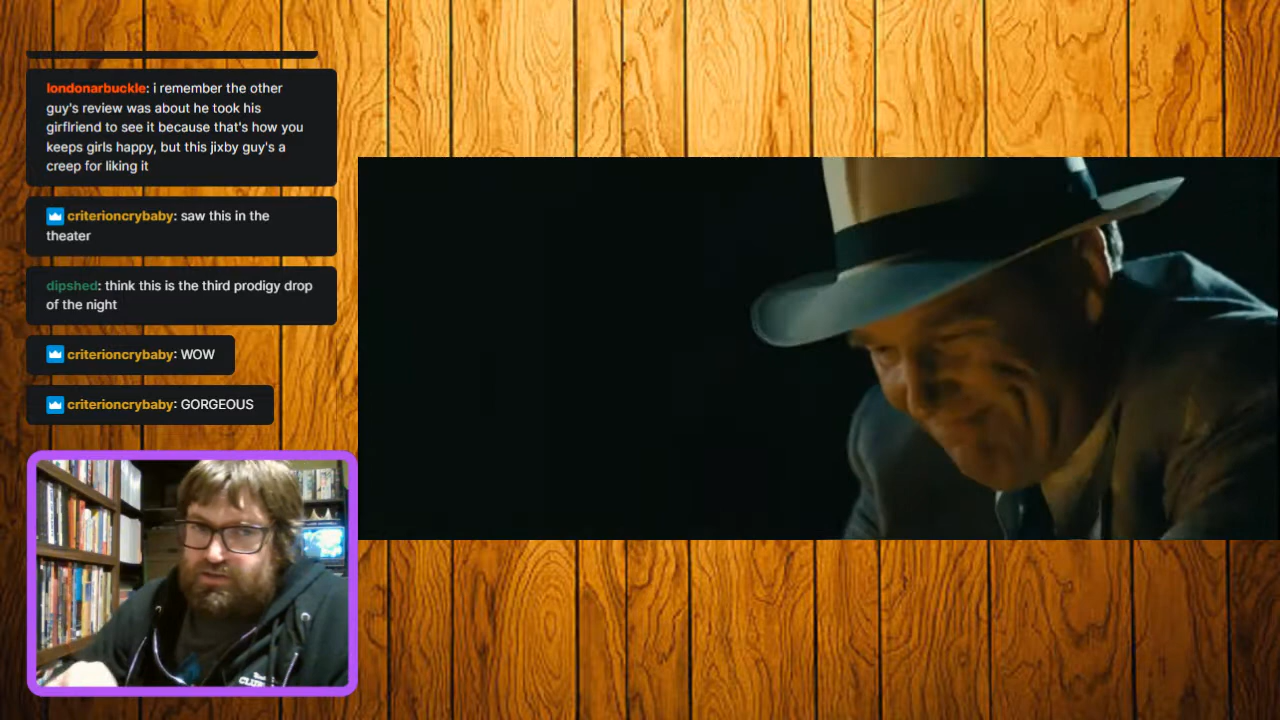 londonarbuckle: i remember the other
guy's review was about he took his
girflriend to see it because that's how you
keeps girls happy, but this jixby guy's a
creep for liking it
criterioncrybaby: saw this in the
theater
dipshed: think this is the third prodigy drop
of the night
criterioncrybaby: WOW
criterioncrybaby: GORGEOUS